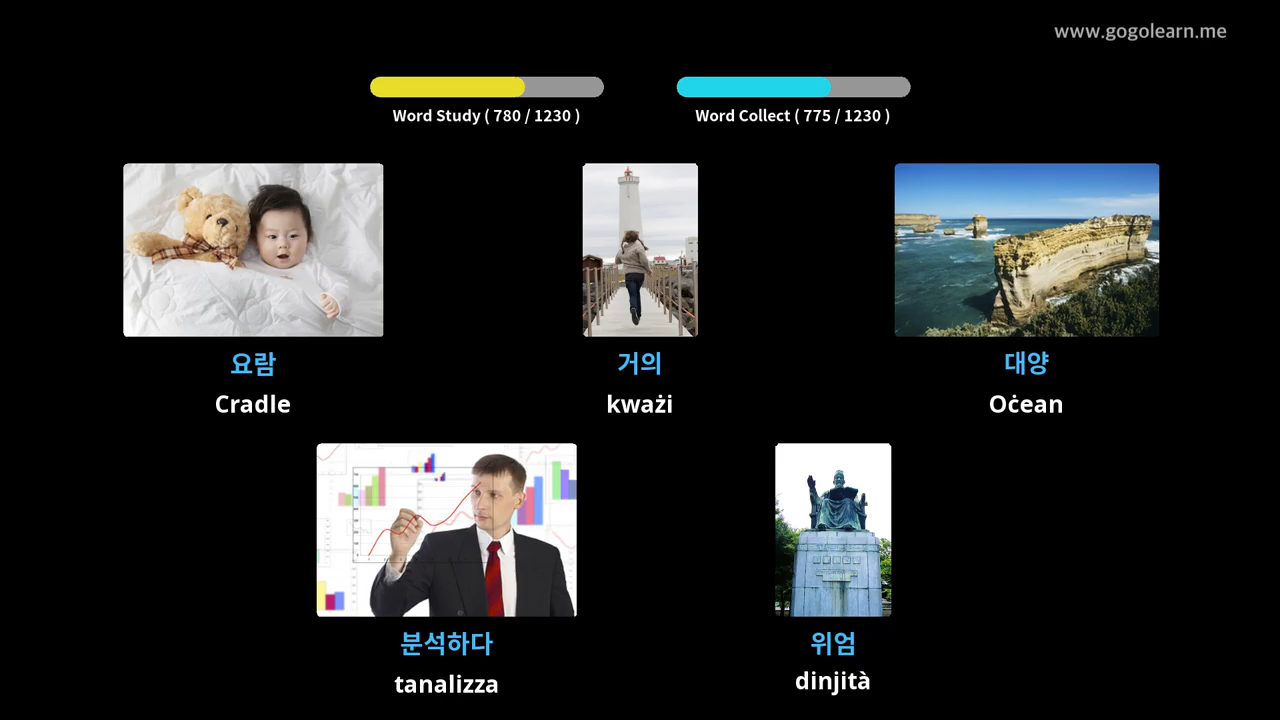 www.gogolearn.me
Word Study ( 780 / 1230 )
Word Collect ( 775 / 1230 )
요람
Cradle
거의
kważi
대양
Oċean
분석하다
tanalizza
위엄
dinjità